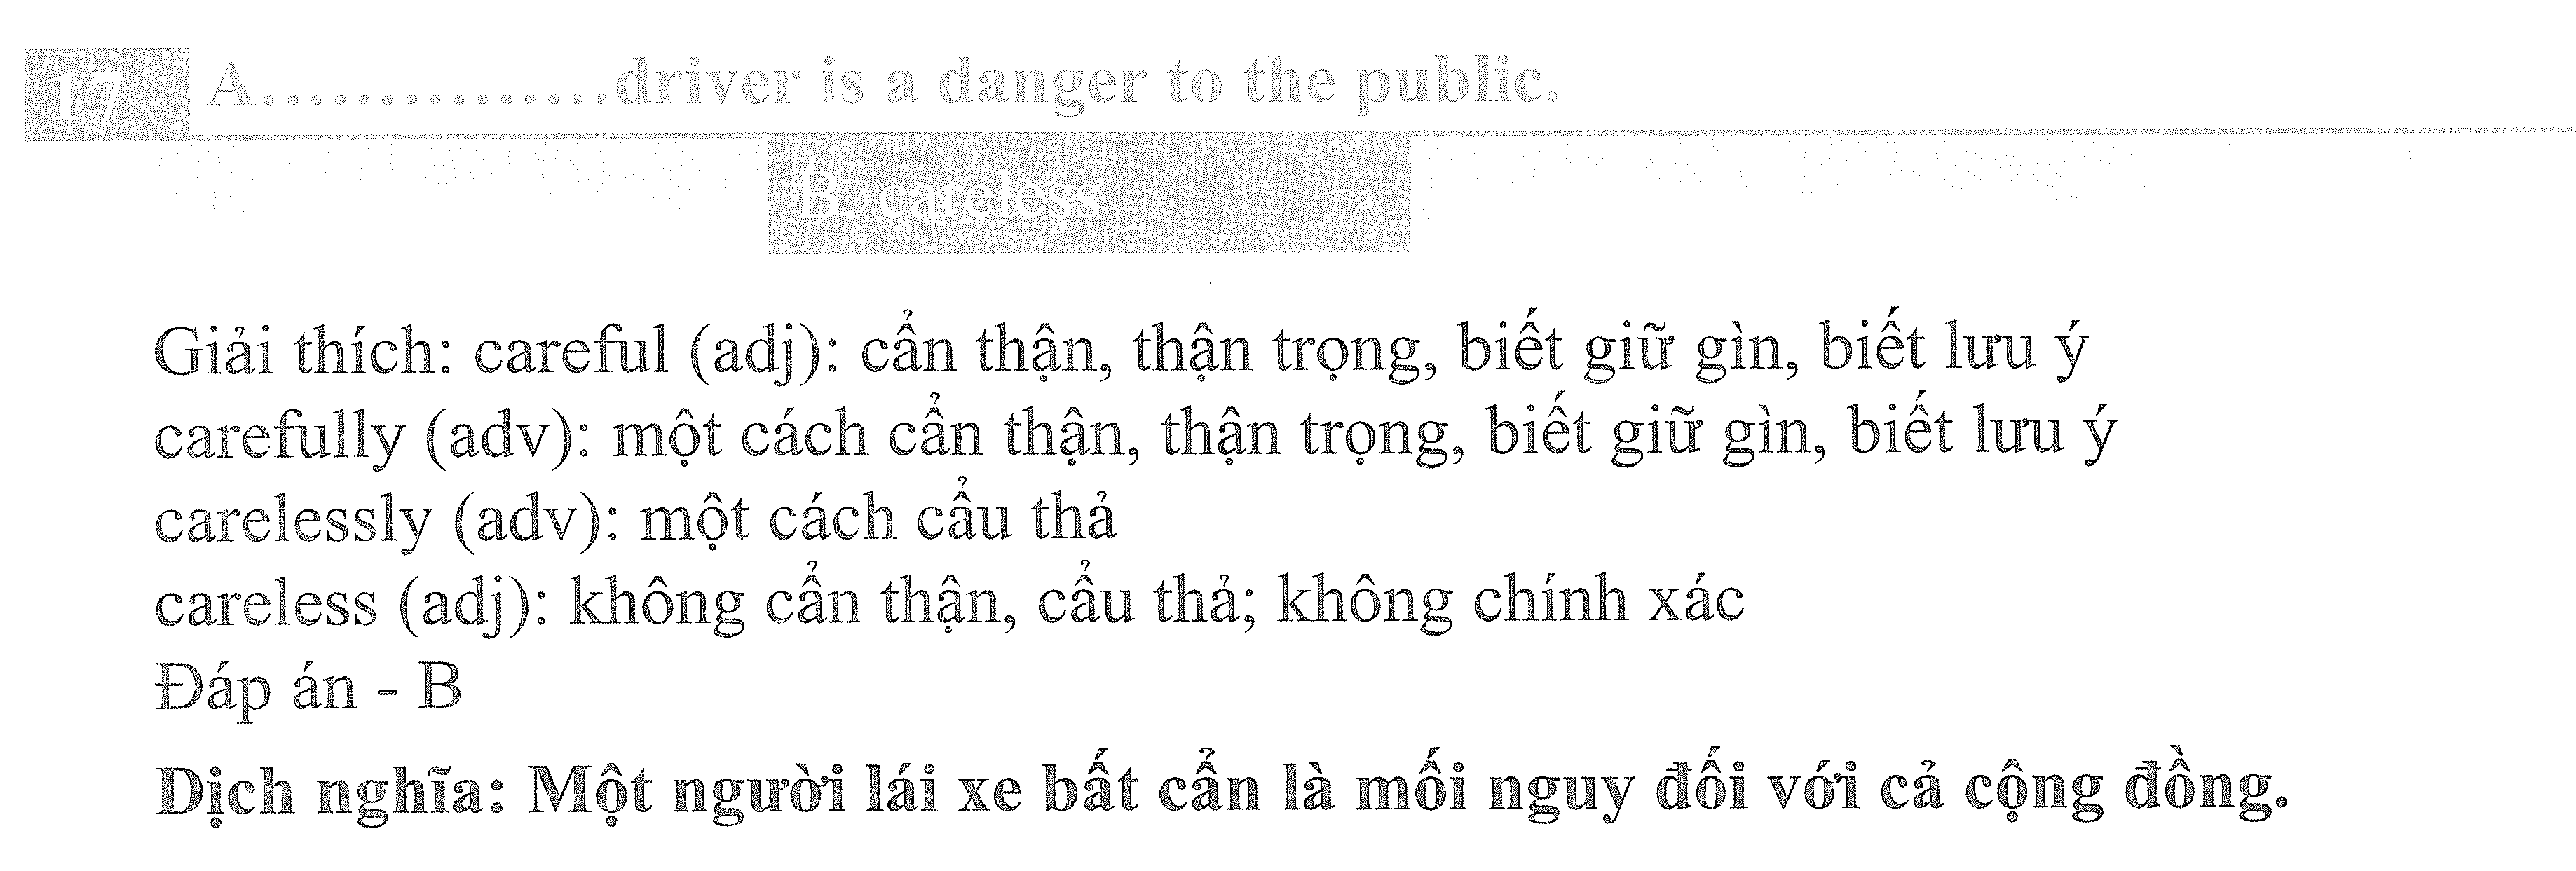 17 A...............driver is a danger to the public.
B. careless
Giải thích: careful (adj): cẩn thận, thận trọng, biết giữ gìn, biết lưu ý
carefully (adv): một cách cẩn thận, thận trọng, biết giữ gìn, biết lưu ý
carelessly (adv): một cách cẩu thả
careless (adj): không cẩn thận, cẩu thả; không chính xác
Đáp án - B
Dịch nghĩa: Một người lái xe bất cẩn là mối nguy đối với cả cộng đồng.